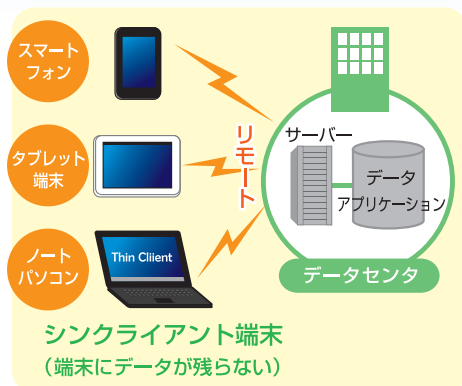 スマート
フォン
タブレット
端末
ノート
パソコン
Thin Client
リモート
サーバー
データ
アプリケーション
データセンタ
シンクライアント端末
（端末にデータが残らない）